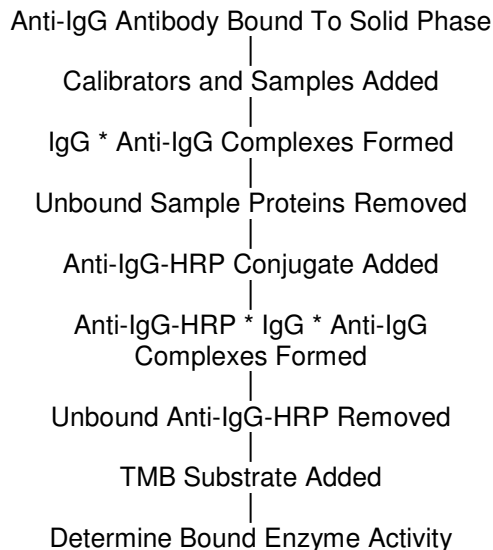 Anti-IgG Antibody Bound To Solid Phase
Calibrators and Samples Added
IgG * Anti-IgG Complexes Formed
Unbound Sample Proteins Removed
Anti-IgG-HRP Conjugate Added
Anti-IgG-HRP * IgG * Anti-IgG
Complexes Formed
Unbound Anti-IgG-HRP Removed
TMB Substrate Added
Determine Bound Enzyme Activity